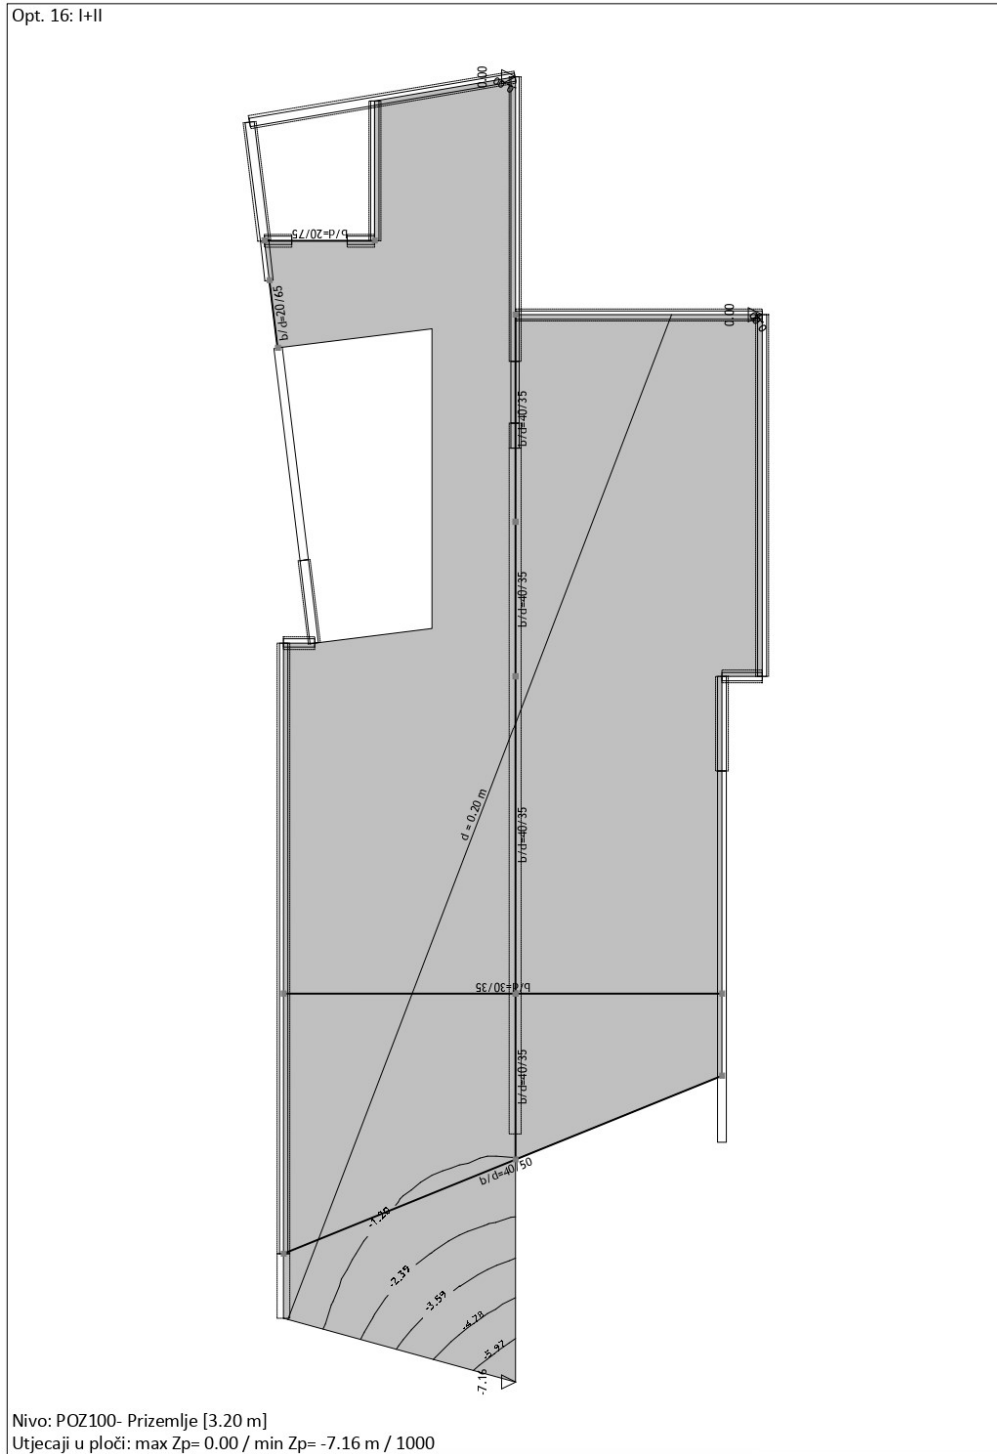 Opt. 16: I+II
0.00
b/d=20/75
b/d=20/65
0.00
b/d=40/35
b/d=40/35
d = 0.20 m
b/d=40/35
b/d=30/35
b/d=40/35
b/d=40/50
-1.20
-2.39
-3.59
-4.78
-5.97
-7.16
Nivo: POZ100- Prizemlje [3.20 m]
Utjecaji u ploči: max Zp= 0.00 / min Zp= -7.16 m / 1000